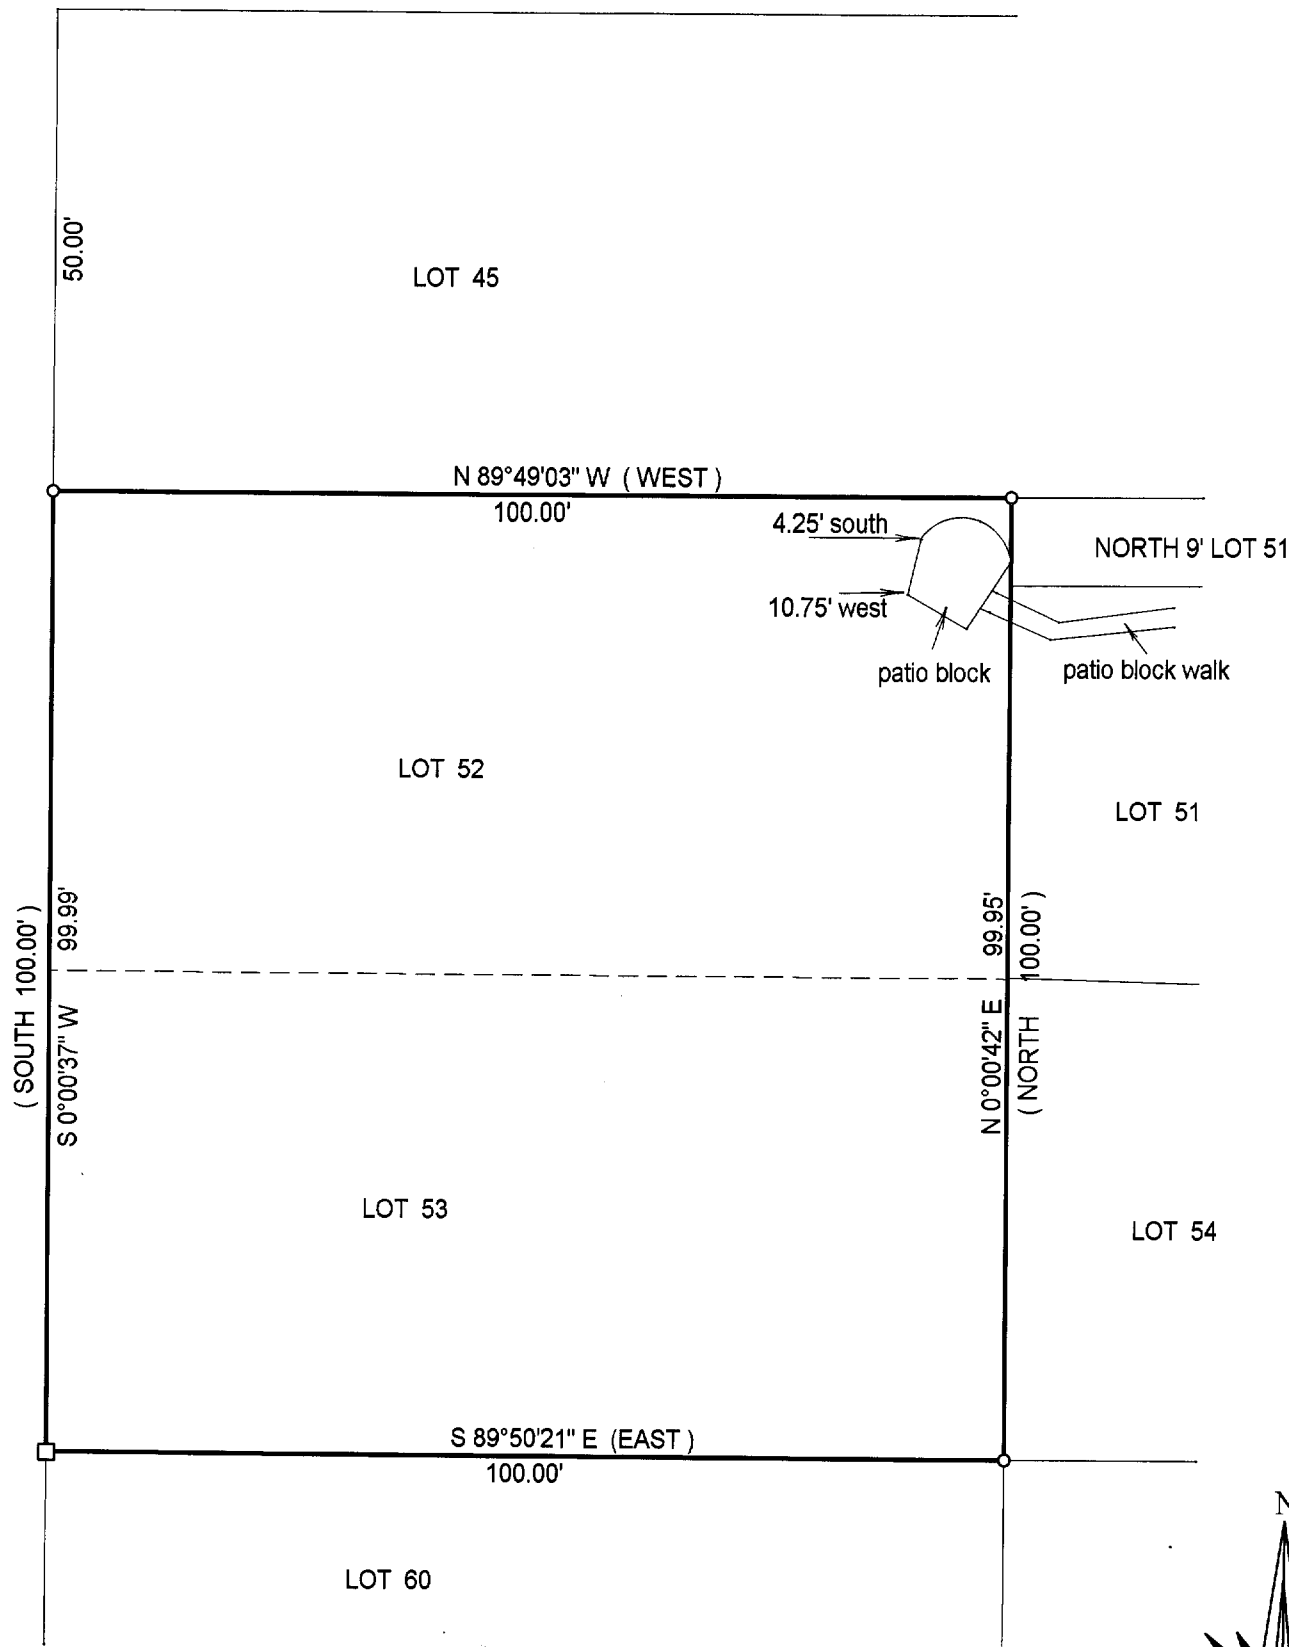 50.00'
LOT 45
N 89°49'03" W ( WEST )
100.00'
4.25' south
NORTH 9' LOT 51
10.75' west
patio block
patio block walk
LOT 52
LOT 51
( SOUTH 100.00' )
S 0°00'37" W 99.99'
N 0°00'42" E 99.95'
( NORTH 100.00' )
LOT 53
LOT 54
S 89°50'21" E (EAST )
100.00'
LOT 60
N